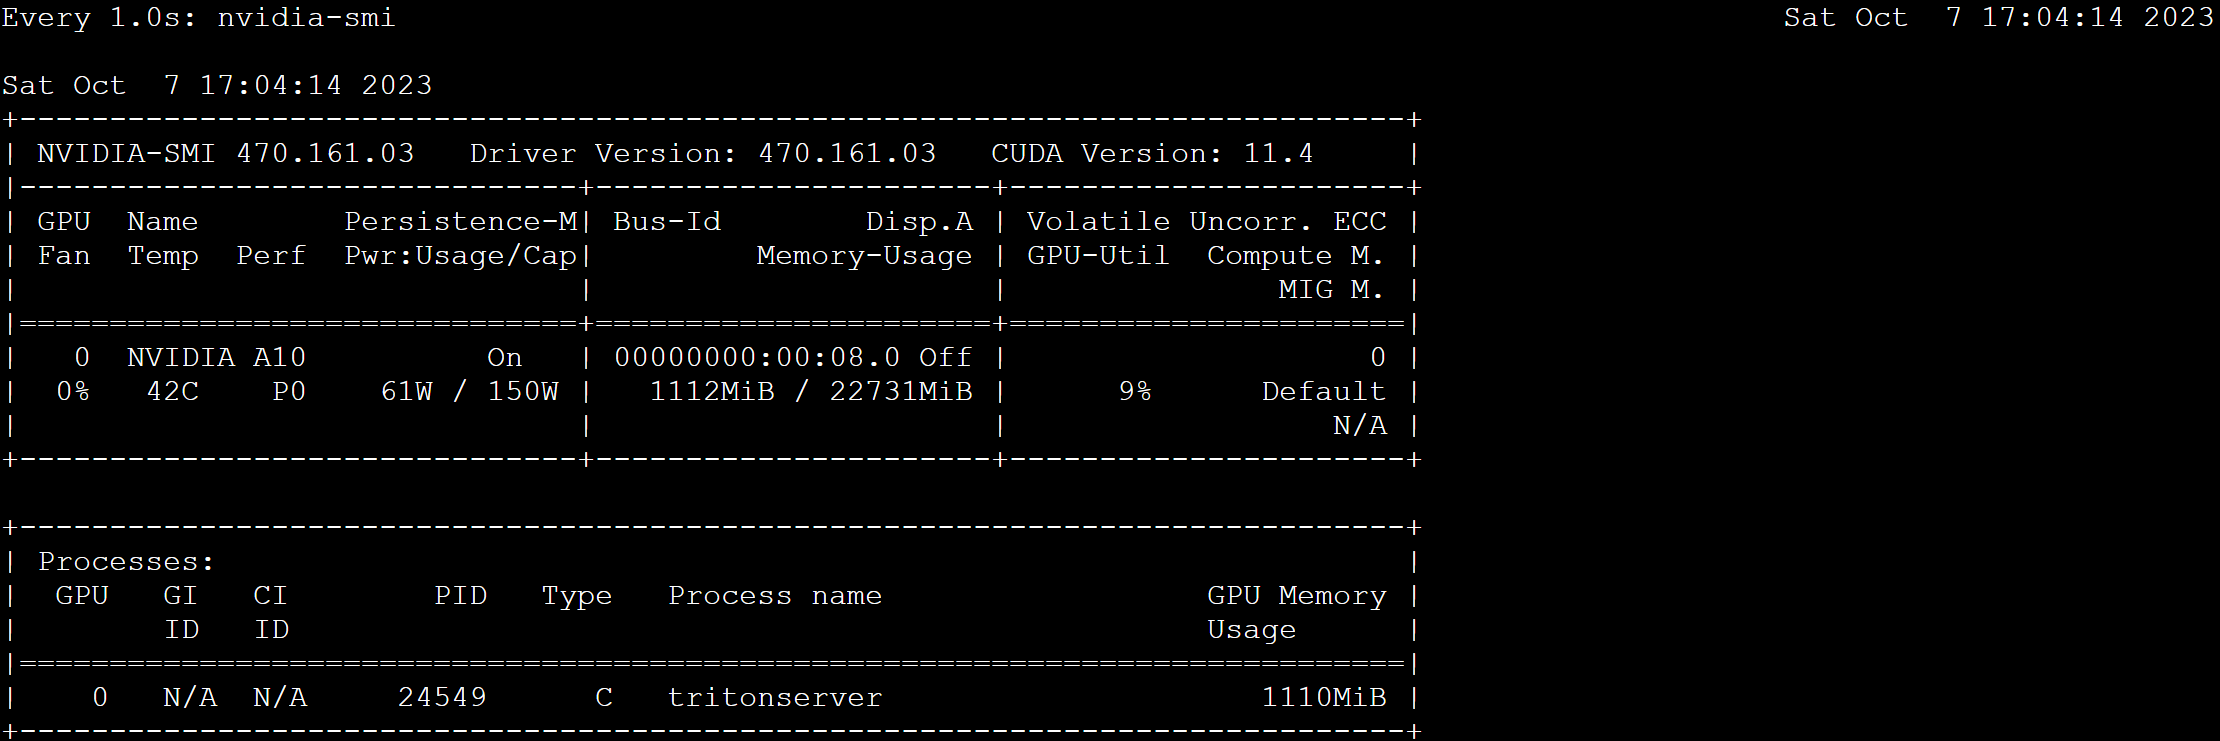 Every 1.0s: nvidia-smi                                                                              Sat Oct  7 17:04:14 2023

Sat Oct  7 17:04:14 2023
+-----------------------------------------------------------------------------+
| NVIDIA-SMI 470.161.03   Driver Version: 470.161.03   CUDA Version: 11.4     |
|-------------------------------+----------------------+----------------------+
| GPU  Name        Persistence-M| Bus-Id        Disp.A | Volatile Uncorr. ECC |
| Fan  Temp  Perf  Pwr:Usage/Cap|         Memory-Usage | GPU-Util  Compute M. |
|                               |                      |               MIG M. |
|===============================+======================+======================|
|   0  NVIDIA A10          On   | 00000000:00:08.0 Off |                    0 |
|  0%   42C    P0    61W / 150W |   1112MiB / 22731MiB |      9%      Default |
|                               |                      |                  N/A |
+-------------------------------+----------------------+----------------------+

+-----------------------------------------------------------------------------+
| Processes:                                                                  |
|  GPU   GI   CI        PID   Type   Process name                  GPU Memory |
|        ID   ID                                                   Usage      |
|=============================================================================|
|    0   N/A  N/A     24549      C   tritonserver                     1110MiB |
+-----------------------------------------------------------------------------+